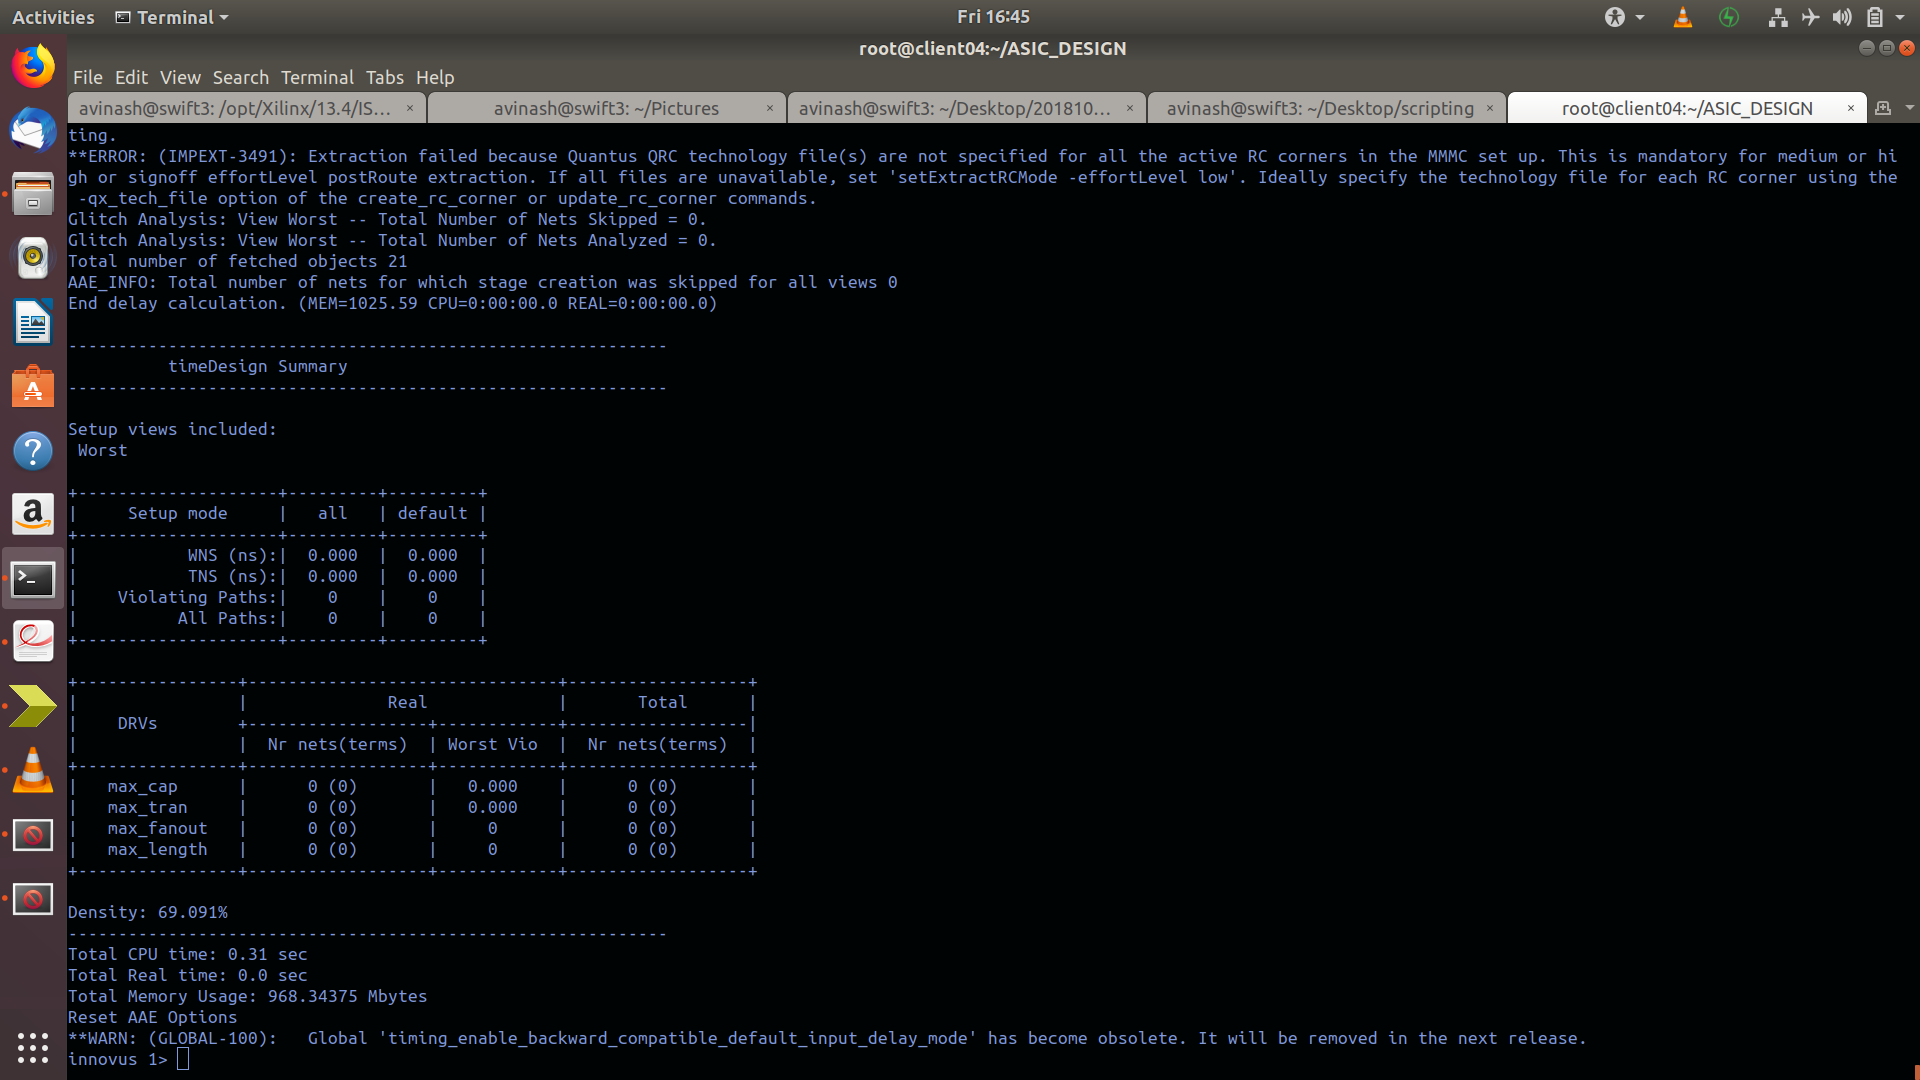 Activities Terminal Fri 16:45
root@client04:~/ASIC_DESIGN
File Edit View Search Terminal Tabs Help
avinash@swift3: /opt/Xilinx/13.4/IS... × avinash@swift3: ~/Pictures × avinash@swift3: ~/Desktop/201810... × avinash@swift3: ~/Desktop/scripting × root@client04:~/ASIC_DESIGN ×
ting.
**ERROR: (IMPEXT-3491): Extraction failed because Quantus QRC technology file(s) are not specified for all the active RC corners in the MMMC set up. This is mandatory for medium or hi
gh or signoff effortLevel postRoute extraction. If all files are unavailable, set 'setExtractRCMode -effortLevel low'. Ideally specify the technology file for each RC corner using the
 -qx_tech_file option of the create_rc_corner or update_rc_corner commands.
Glitch Analysis: View Worst -- Total Number of Nets Skipped = 0.
Glitch Analysis: View Worst -- Total Number of Nets Analyzed = 0.
Total number of fetched objects 21
AAE_INFO: Total number of nets for which stage creation was skipped for all views 0
End delay calculation. (MEM=1025.59 CPU=0:00:00.0 REAL=0:00:00.0)
------------------------------------------------------------
          timeDesign Summary
------------------------------------------------------------
Setup views included:
 Worst
+--------------------+---------+---------+
|     Setup mode     |   all   | default |
+--------------------+---------+---------+
|           WNS (ns):|  0.000  |  0.000  |
|           TNS (ns):|  0.000  |  0.000  |
|    Violating Paths:|    0    |    0    |
|          All Paths:|    0    |    0    |
+--------------------+---------+---------+
+----------------+-------------------------------+------------------+
|                |              Real             |       Total      |
|    DRVs        +------------------+------------+------------------|
|                |  Nr nets(terms)  | Worst Vio  |  Nr nets(terms)  |
+----------------+------------------+------------+------------------+
|   max_cap      |      0 (0)       |   0.000    |      0 (0)       |
|   max_tran     |      0 (0)       |   0.000    |      0 (0)       |
|   max_fanout   |      0 (0)       |     0      |      0 (0)       |
|   max_length   |      0 (0)       |     0      |      0 (0)       |
+----------------+------------------+------------+------------------+
Density: 69.091%
------------------------------------------------------------
Total CPU time: 0.31 sec
Total Real time: 0.0 sec
Total Memory Usage: 968.34375 Mbytes
Reset AAE Options
**WARN: (GLOBAL-100):   Global 'timing_enable_backward_compatible_default_input_delay_mode' has become obsolete. It will be removed in the next release.
innovus 1>